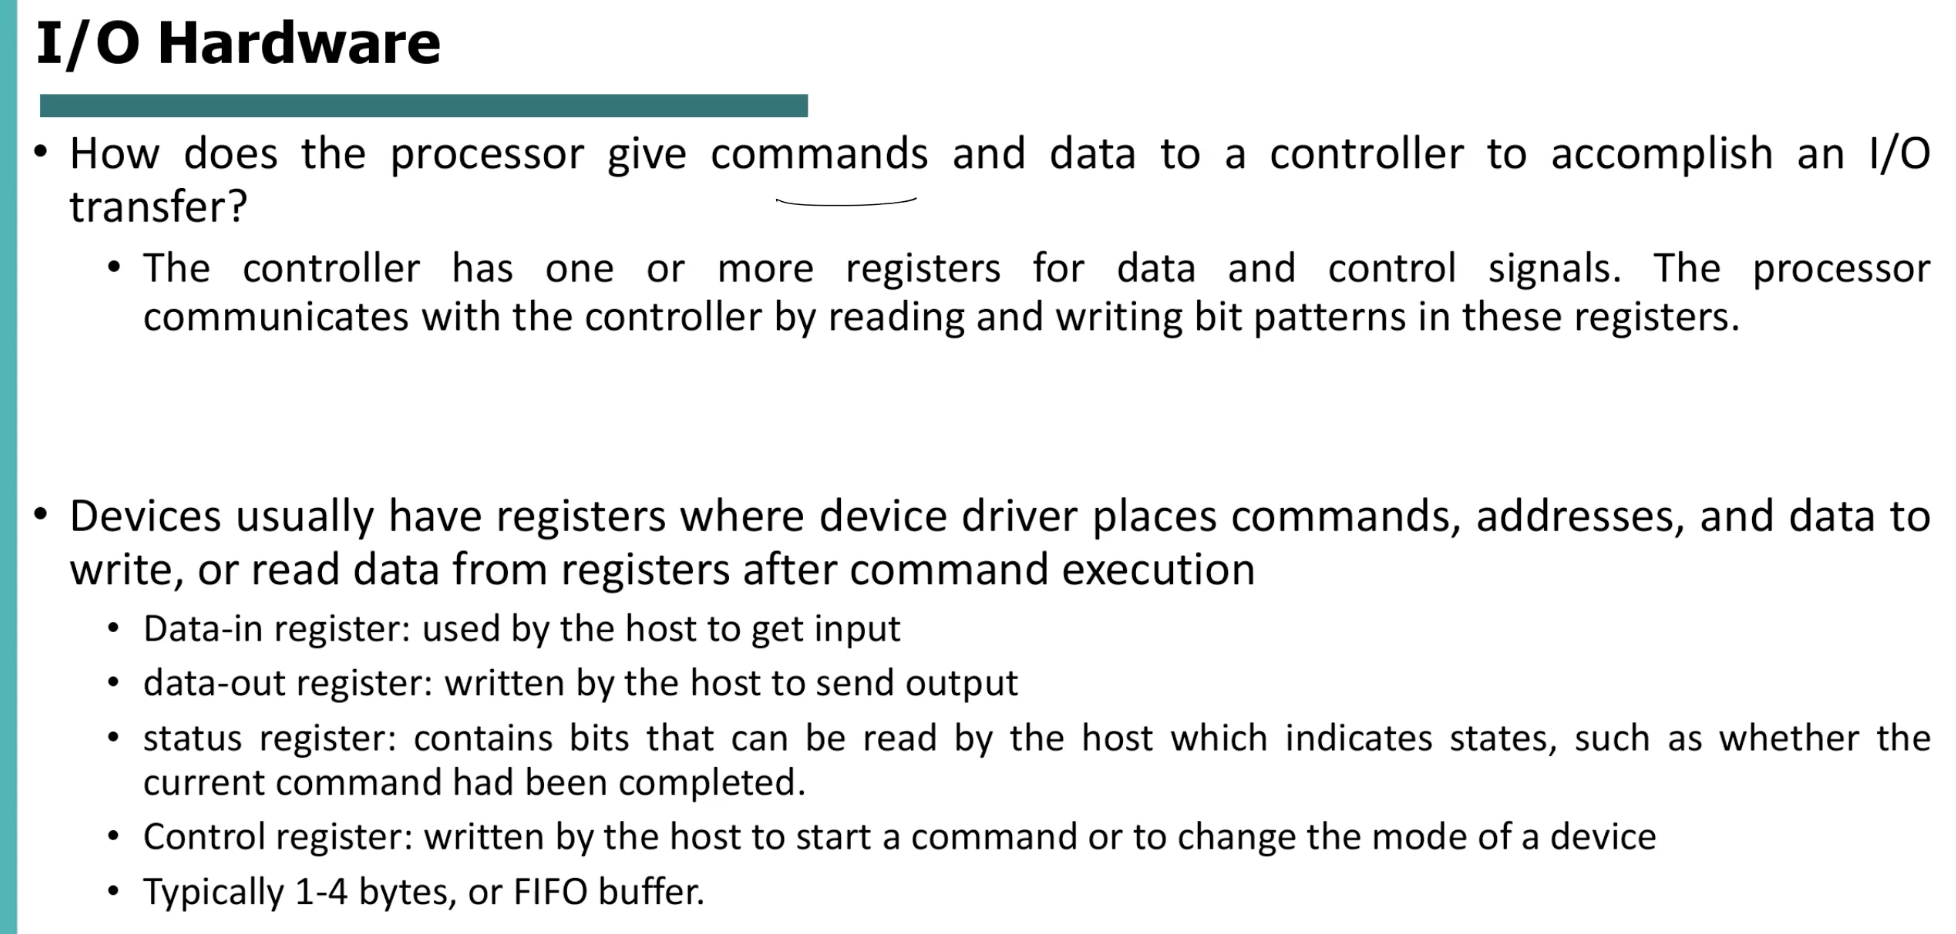 I/O Hardware
• How does the processor give commands and data to a controller to accomplish an I/O
transfer?
• The controller has one or more registers for data and control signals. The processor
communicates with the controller by reading and writing bit patterns in these registers.
• Devices usually have registers where device driver places commands, addresses, and data to
write, or read data from registers after command execution
• Data-in register: used by the host to get input
• data-out register: written by the host to send output
• status register: contains bits that can be read by the host which indicates states, such as whether the
current command had been completed.
• Control register: written by the host to start a command or to change the mode of a device
• Typically 1-4 bytes, or FIFO buffer.